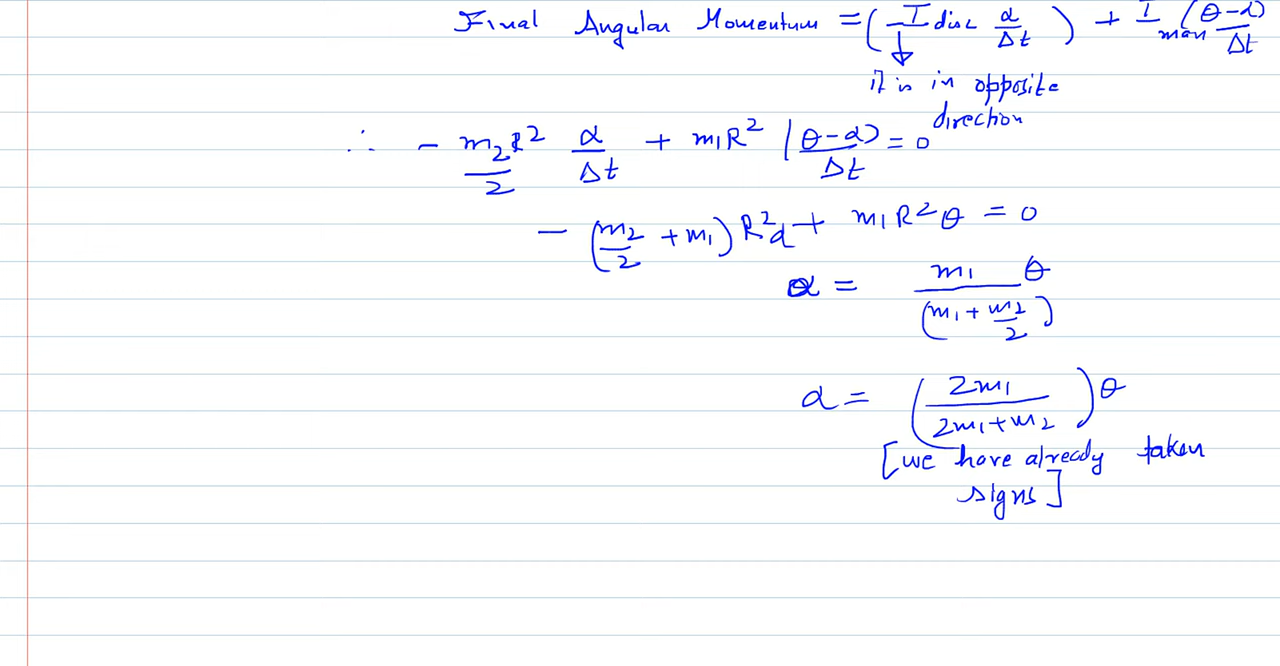 Final Angular Momentum = (-I disc α/Δt) + I man (θ-α)/Δt
it is in opposite
direction
∴ - m₂R²/2 α/Δt + m₁R² (θ-α)/Δt = 0
- (m₂/2 + m₁) R²α + m₁R²θ = 0
α = m₁ θ/(m₁ + m₂/2)
α = (2m₁/2m₁+m₂) θ
[we have already taken
signs]